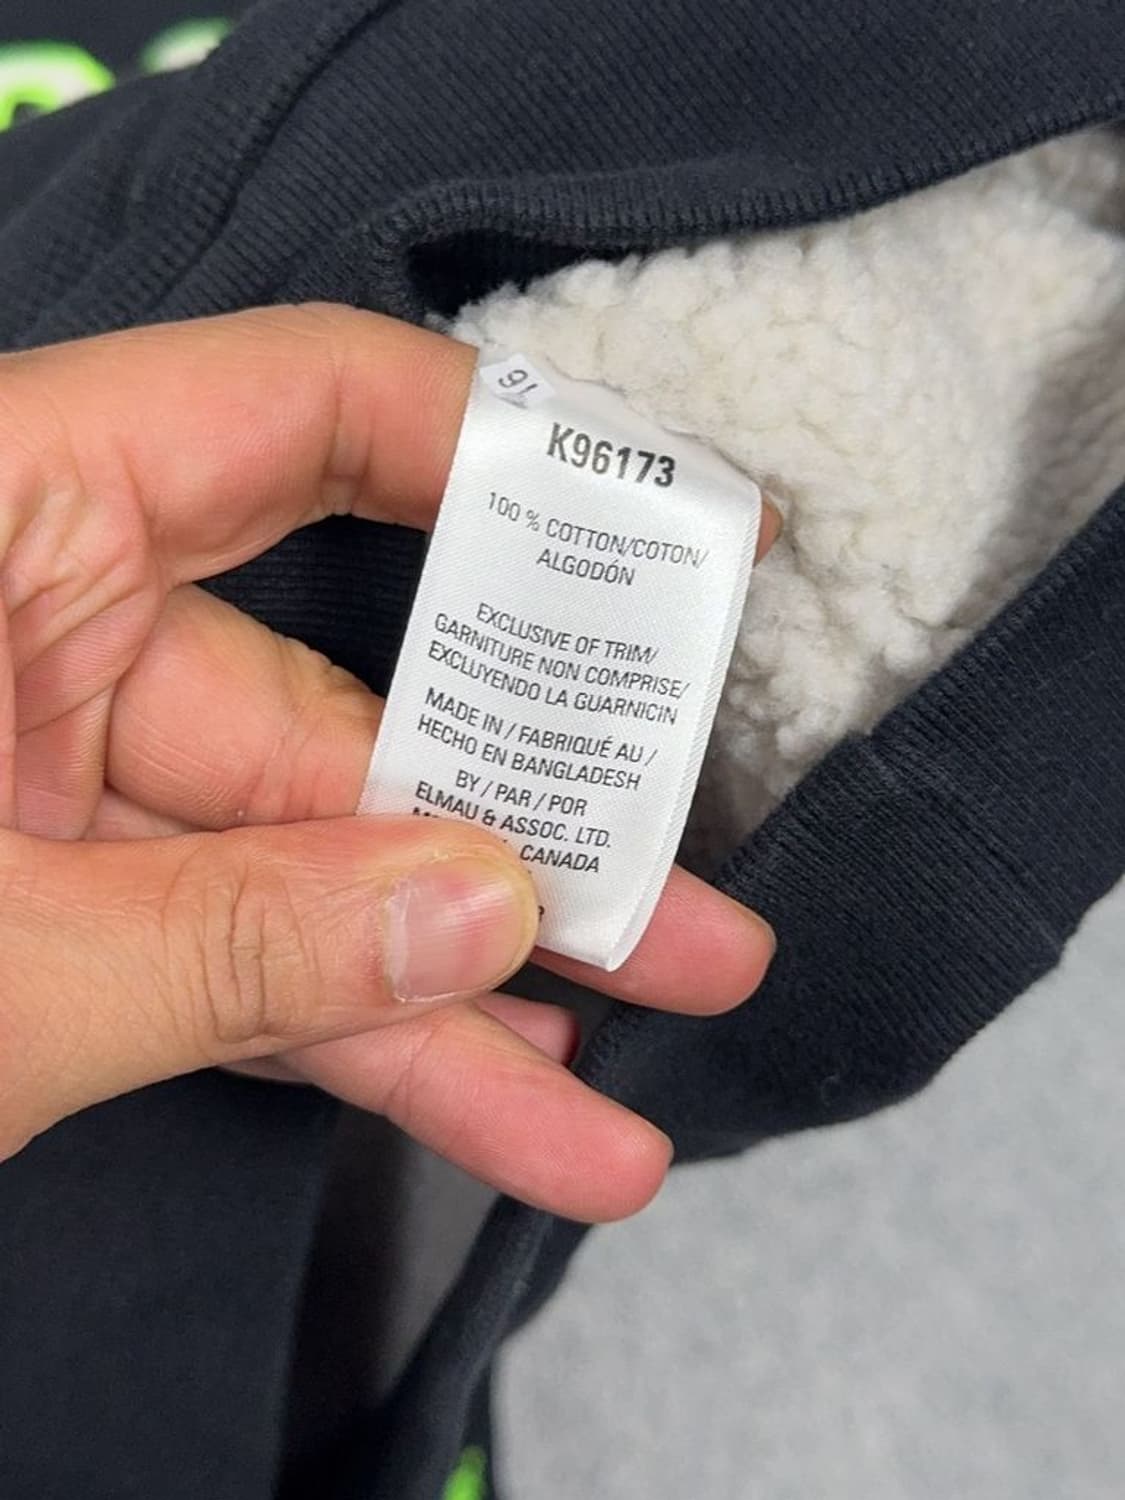 K96173
100 % COTTON/COTON/
ALGODÓN
EXCLUSIVE OF TRIM/
GARNITURE NON COMPRISE/
EXCLUYENDO LA GUARNICIN
MADE IN / FABRIQUÉ AU /
HECHO EN BANGLADESH
BY / PAR / POR
ELMAU & ASSOC. LTD.
CANADA